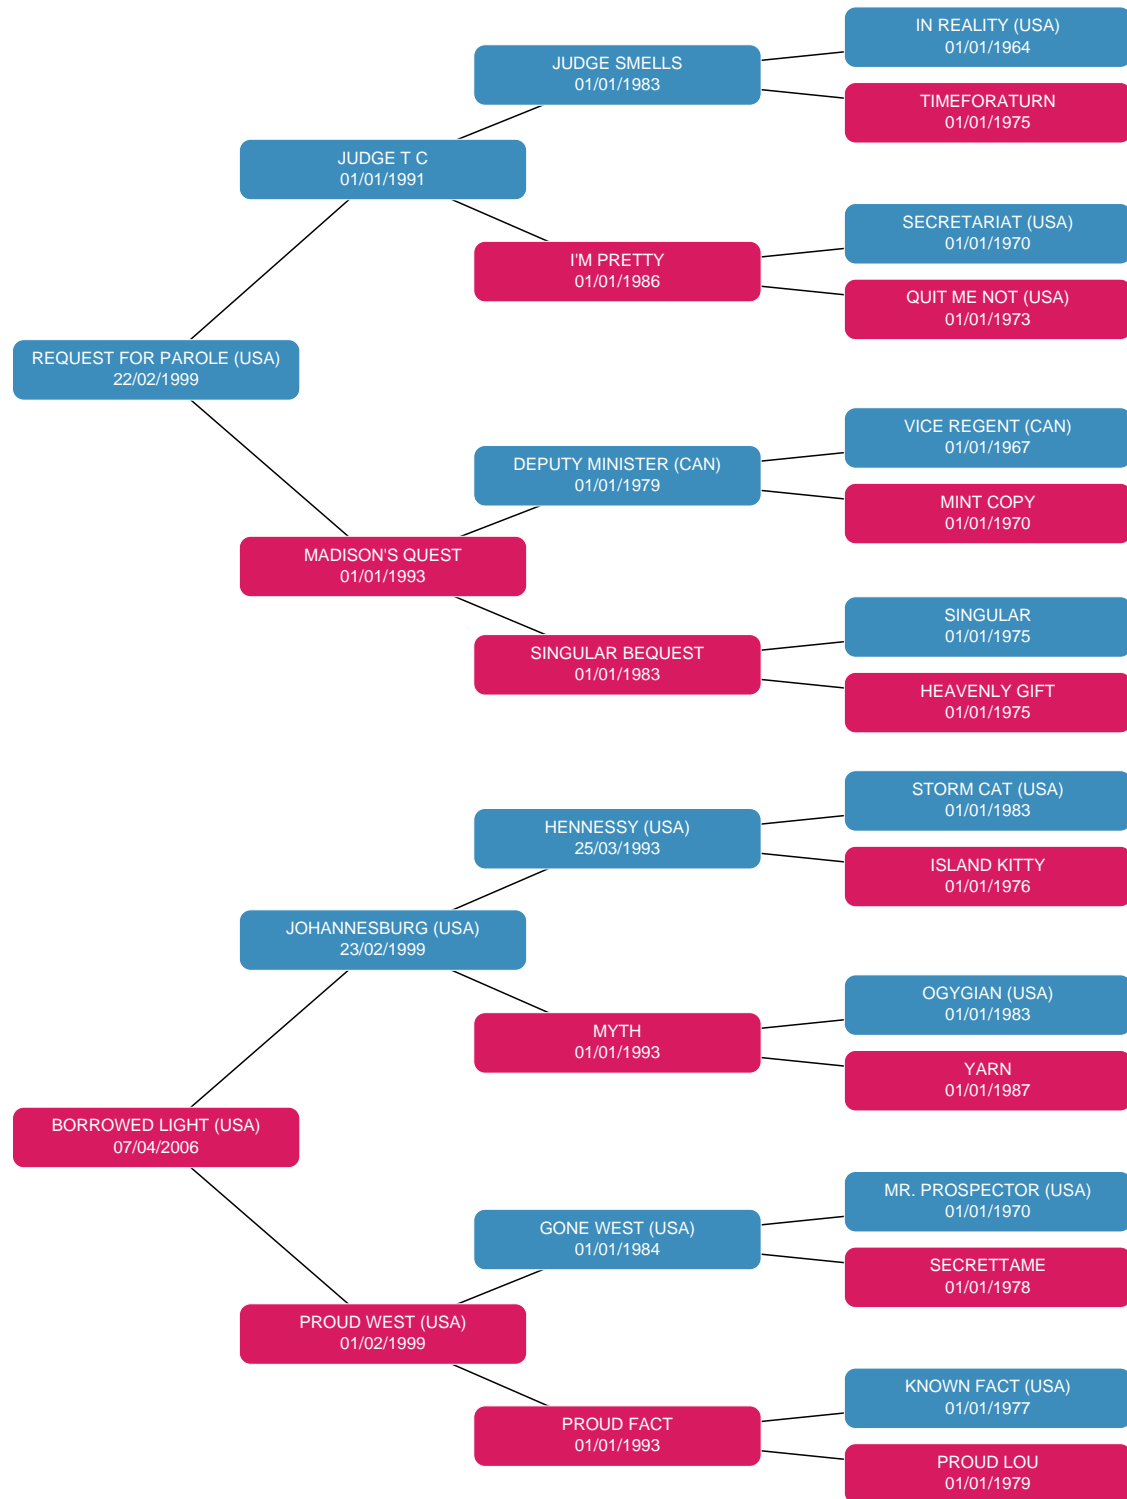 IN REALITY (USA)
01/01/1964
JUDGE SMELLS
01/01/1983
TIMEFORATURN
01/01/1975
JUDGE T C
01/01/1991
SECRETARIAT (USA)
01/01/1970
I'M PRETTY
01/01/1986
QUIT ME NOT (USA)
01/01/1973
REQUEST FOR PAROLE (USA)
22/02/1999
VICE REGENT (CAN)
01/01/1967
DEPUTY MINISTER (CAN)
01/01/1979
MINT COPY
01/01/1970
MADISON'S QUEST
01/01/1993
SINGULAR
01/01/1975
SINGULAR BEQUEST
01/01/1983
HEAVENLY GIFT
01/01/1975
STORM CAT (USA)
01/01/1983
HENNESSY (USA)
25/03/1993
ISLAND KITTY
01/01/1976
JOHANNESBURG (USA)
23/02/1999
OGYGIAN (USA)
01/01/1983
MYTH
01/01/1993
YARN
01/01/1987
BORROWED LIGHT (USA)
07/04/2006
MR. PROSPECTOR (USA)
01/01/1970
GONE WEST (USA)
01/01/1984
SECRETTAME
01/01/1978
PROUD WEST (USA)
01/02/1999
KNOWN FACT (USA)
01/01/1977
PROUD FACT
01/01/1993
PROUD LOU
01/01/1979